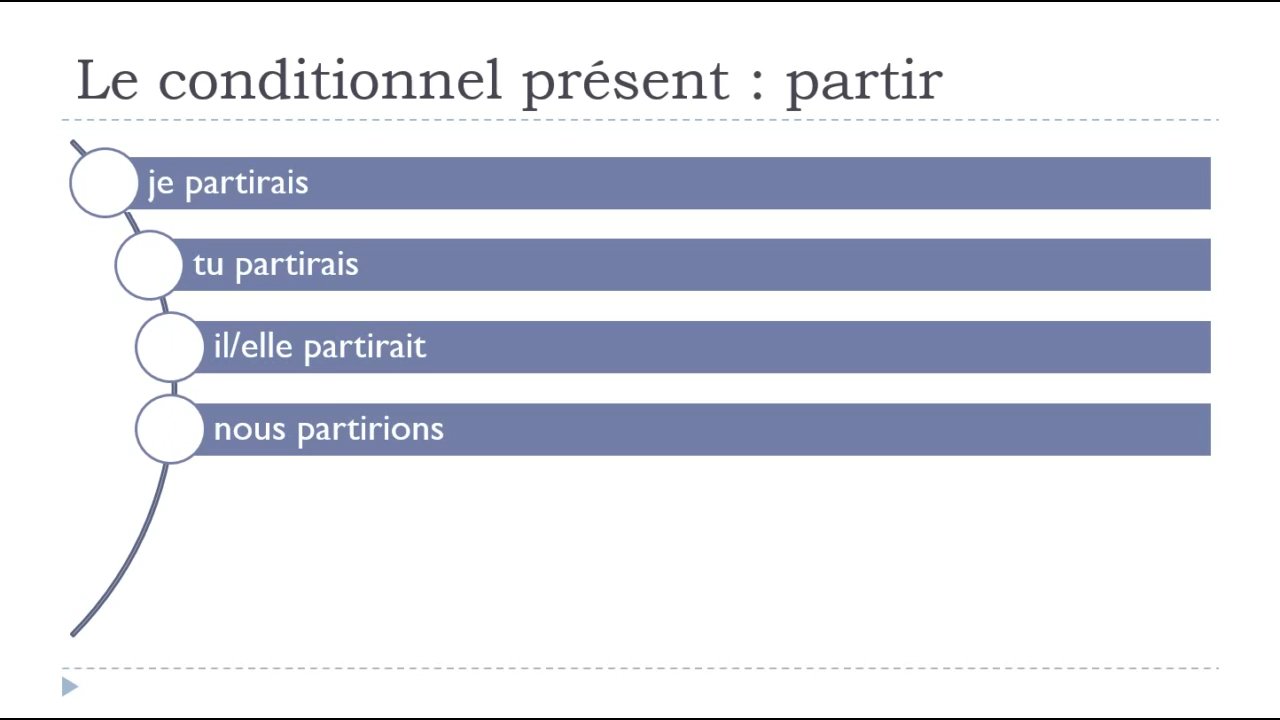 Le conditionnel présent : partir
je partirais
tu partirais
il/elle partirait
nous partirions